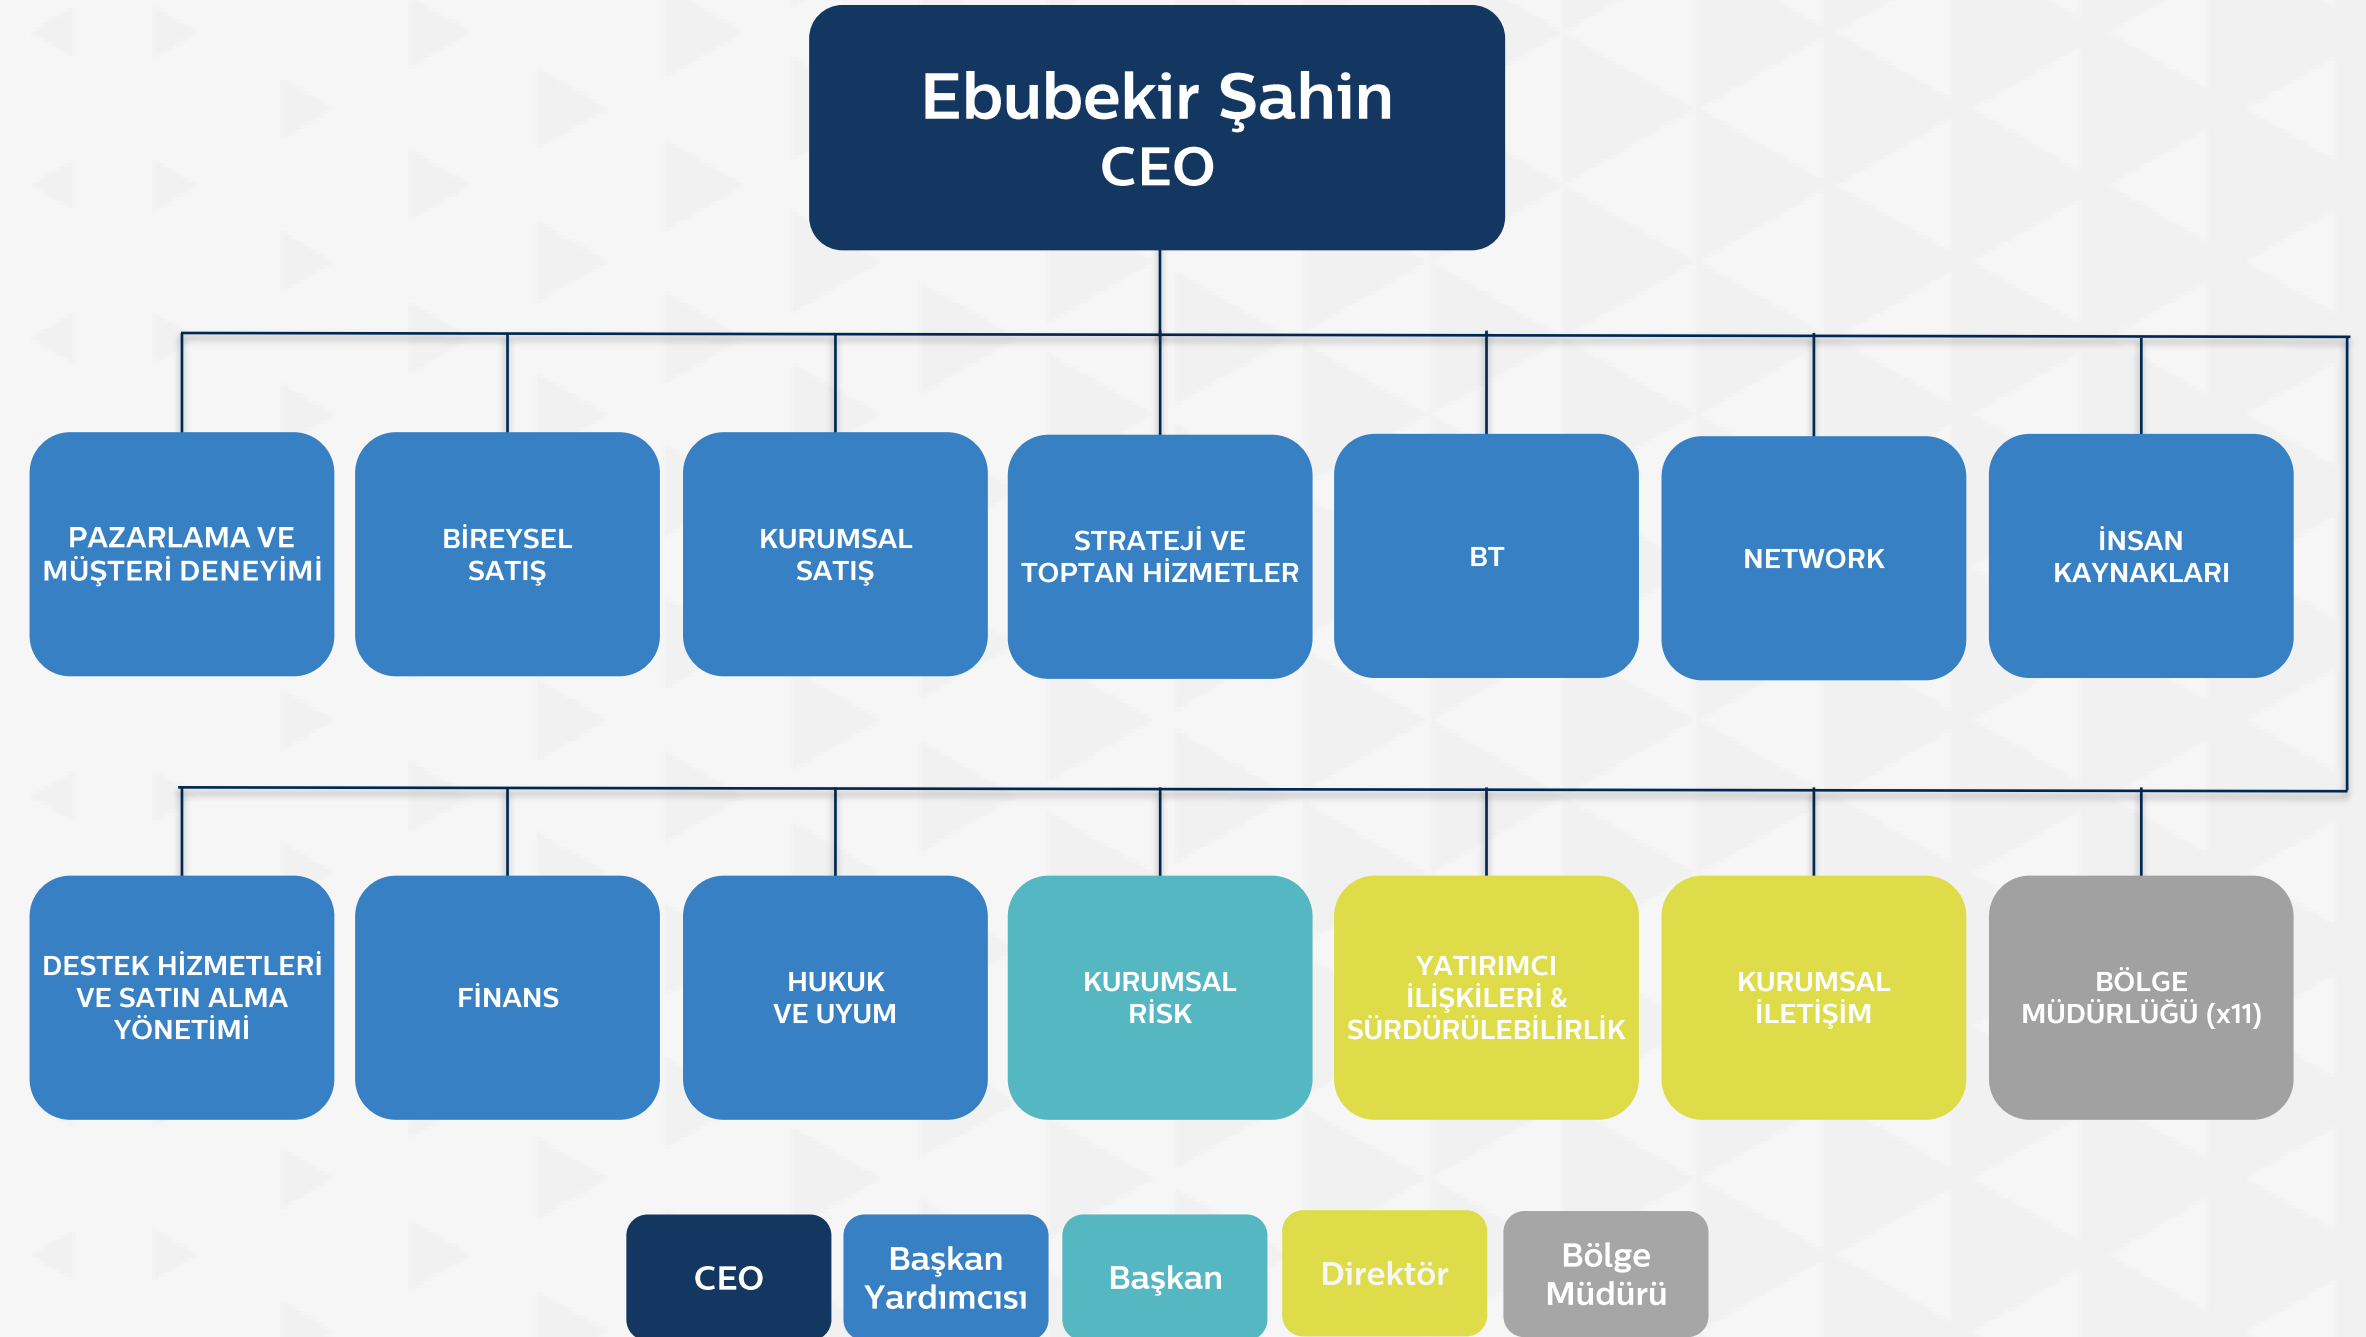 Ebubekir Şahin
CEO
PAZARLAMA VE
MÜŞTERİ DENEYİMİ
BİREYSEL
SATIŞ
KURUMSAL
SATIŞ
STRATEJİ VE
TOPTAN HİZMETLER
BT
NETWORK
İNSAN
KAYNAKLARI
DESTEK HİZMETLERİ
VE SATIN ALMA
YÖNETİMİ
FİNANS
HUKUK
VE UYUM
KURUMSAL
RİSK
YATIRIMCI
İLİŞKİLERİ &
SÜRDÜRÜLEBİLİRLİK
KURUMSAL
İLETİŞİM
BÖLGE
MÜDÜRLÜĞÜ (x11)
CEO
Başkan
Yardımcısı
Başkan
Direktör
Bölge
Müdürü